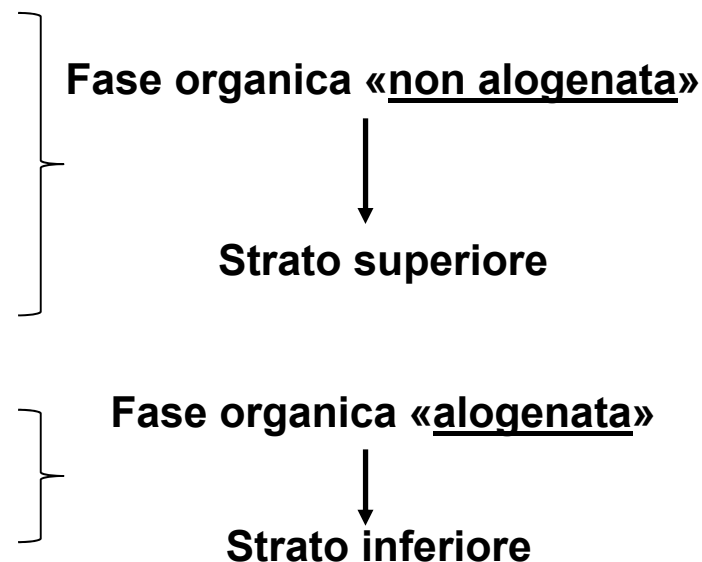 Fase organica «non alogenata»
Strato superiore
Fase organica «alogenata»
Strato inferiore